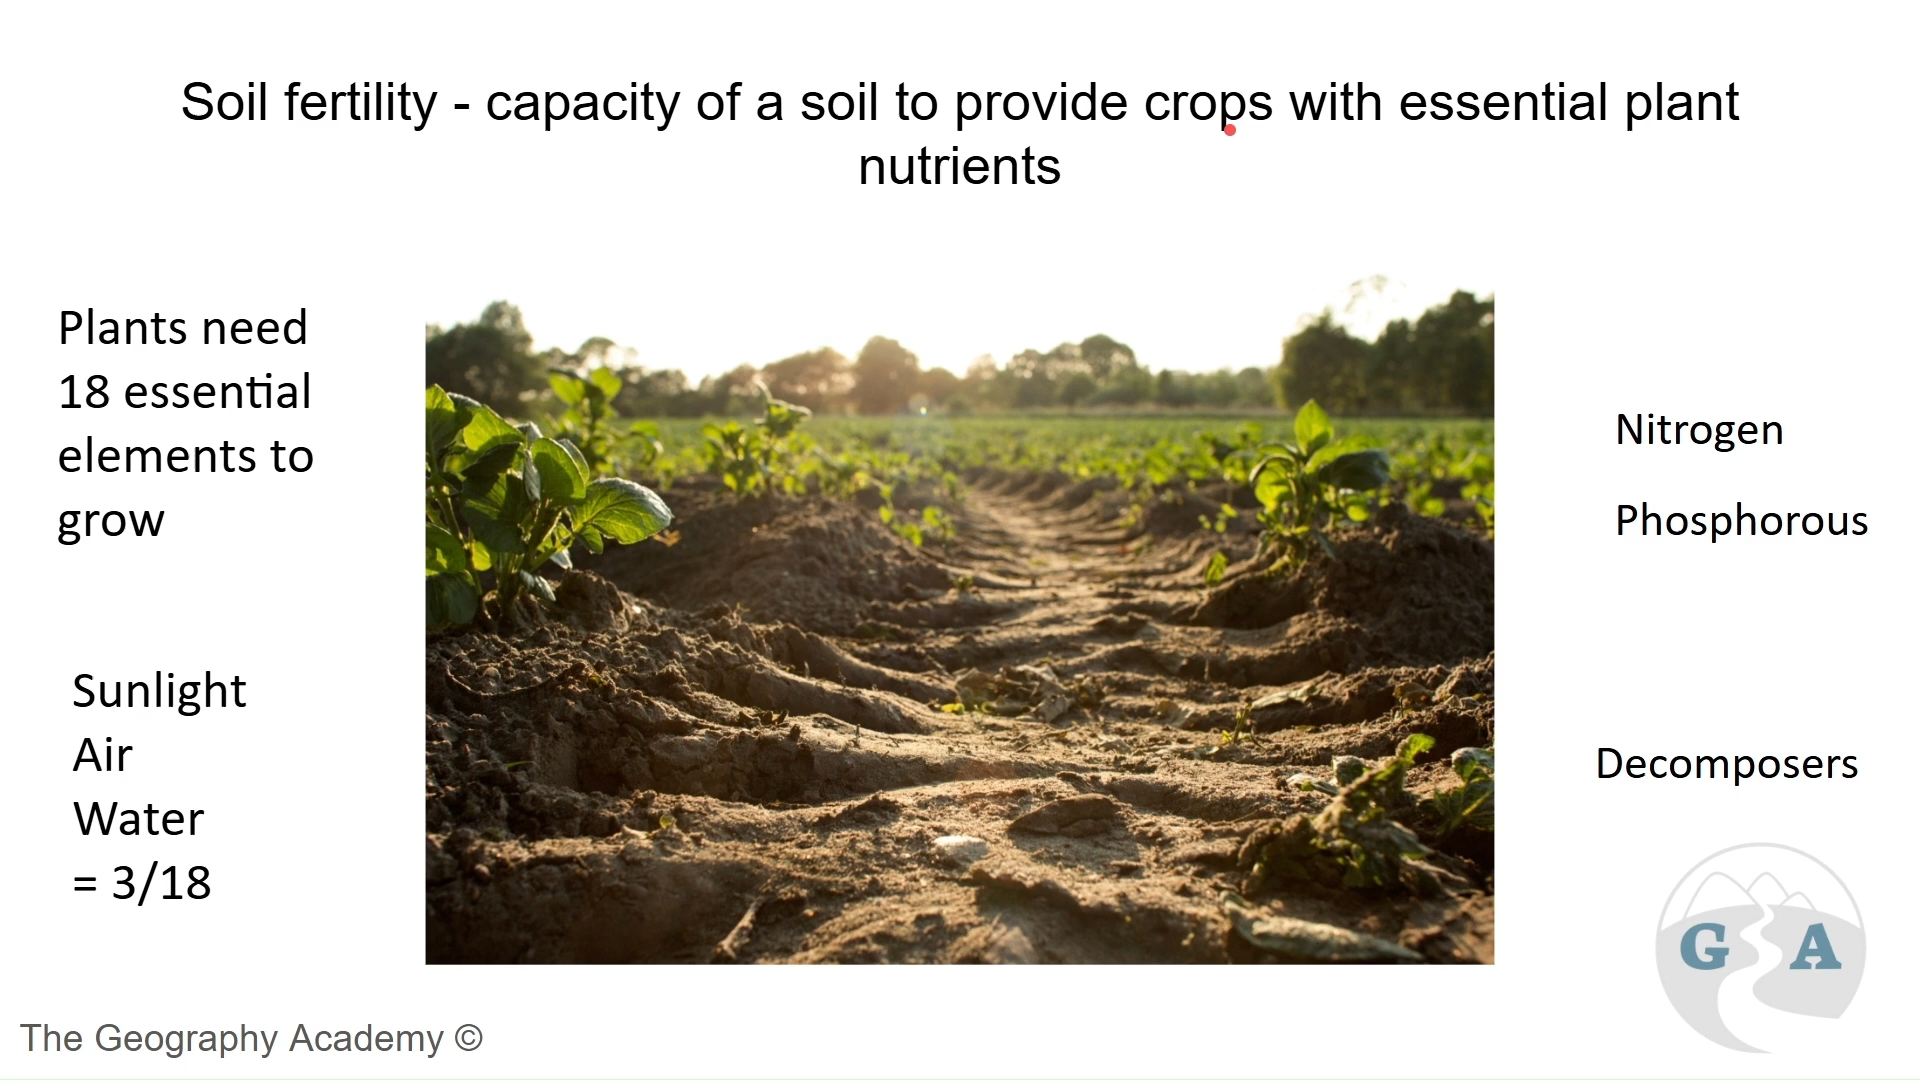 Soil fertility - capacity of a soil to provide crops with essential plant
nutrients
Plants need
18 essential
elements to
grow
Sunlight
Air
Water
= 3/18
Nitrogen
Phosphorous
Decomposers
G A
The Geography Academy ©